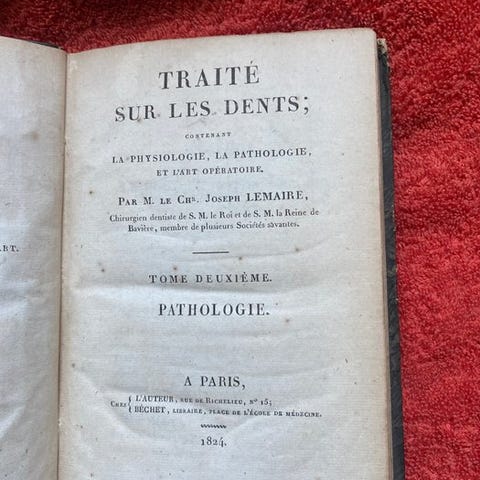 TRAITÉ
SUR LES DENTS;
CONTENANT
LA PHYSIOLOGIE, LA PATHOLOGIE,
ET L'ART OPÉRATOIRE.
PAR M. LE CHR. JOSEPH LEMAIRE,
Chirurgien dentiste de S. M. le Roi et de S. M. la Reine de
Bavière, membre de plusieurs Sociétés savantes.
TOME DEUXIÈME.
PATHOLOGIE.
A PARIS,
CHEZ { L'AUTEUR, RUE DE RICHELIEU, N° 15;
BÉCHET, LIBRAIRE, PLACE DE L'ÉCOLE DE MÉDECINE.
1824.
ART.